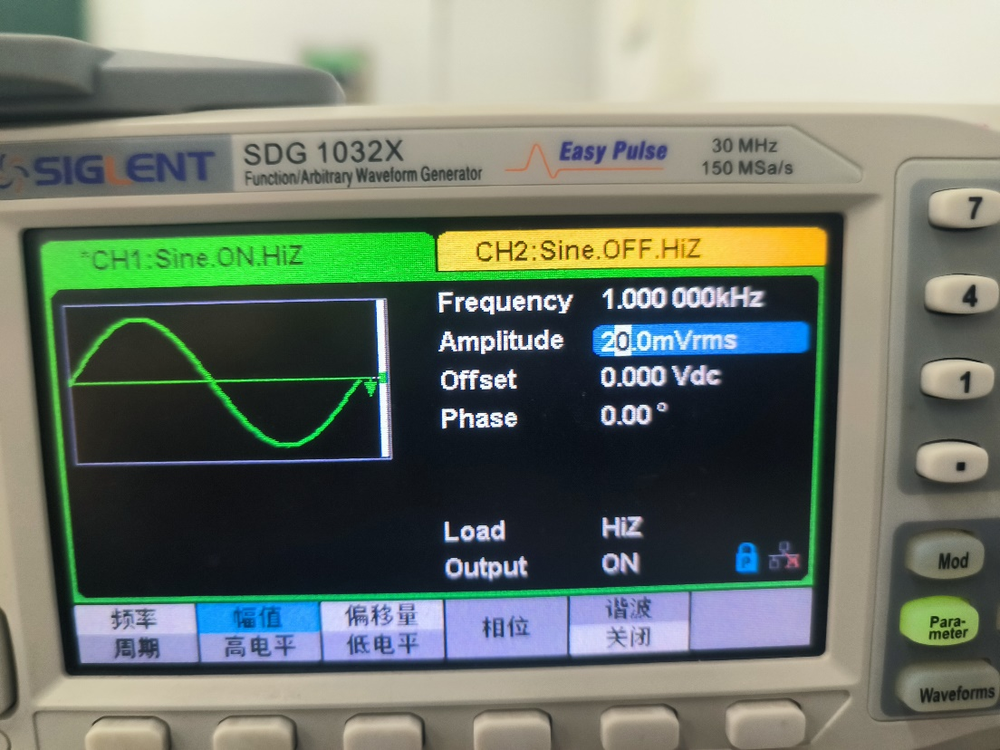 SIGLENT
SDG 1032X
Function/Arbitrary Waveform Generator
Easy Pulse
30 MHz
150 MSa/s
*CH1:Sine.ON.HiZ
CH2:Sine.OFF.HiZ
Frequency 1.000 000kHz
Amplitude 20.0mVrms
Offset 0.000 Vdc
Phase 0.00 °
Load HiZ
Output ON
P
频率 幅值 偏移量 相位 谐波
周期 高电平 低电平 关闭
7
4
1
.
Mod
Para-
meter
Waveforms